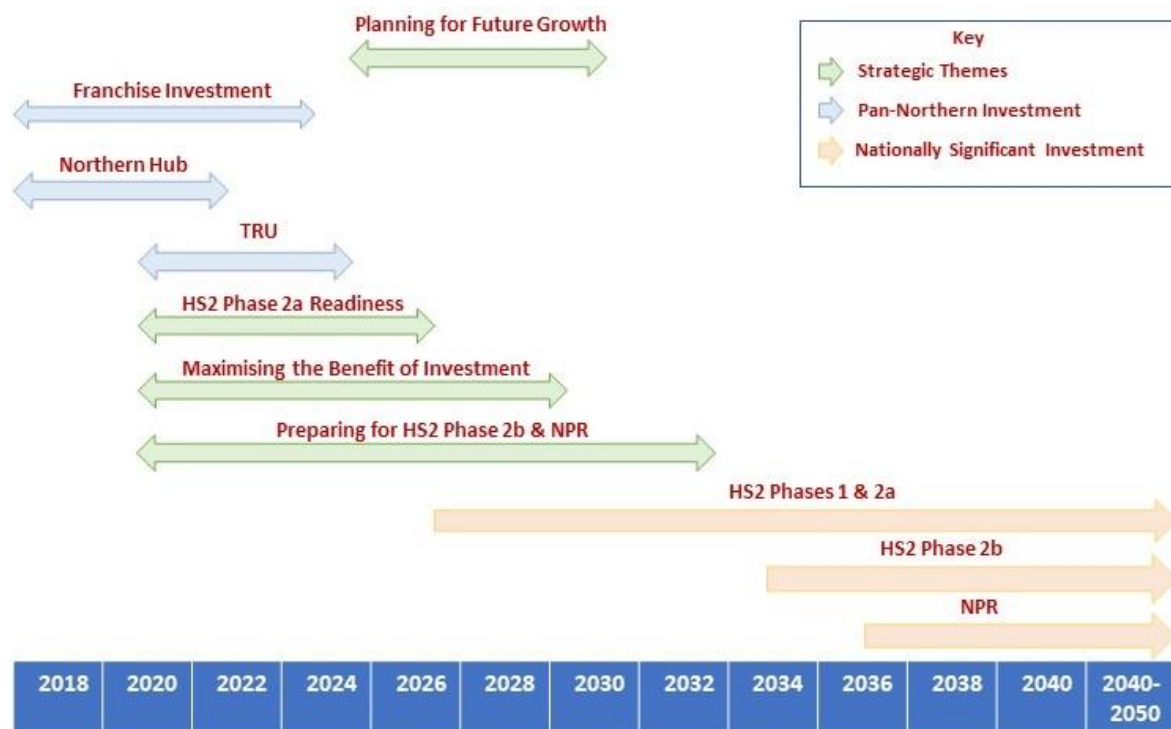 Planning for Future Growth
Key
Strategic Themes
Pan-Northern Investment
Nationally Significant Investment
Franchise Investment
Northern Hub
TRU
HS2 Phase 2a Readiness
Maximising the Benefit of Investment
Preparing for HS2 Phase 2b & NPR
HS2 Phases 1 & 2a
HS2 Phase 2b
NPR
2018 2020 2022 2024 2026 2028 2030 2032 2034 2036 2038 2040 2040-
2050